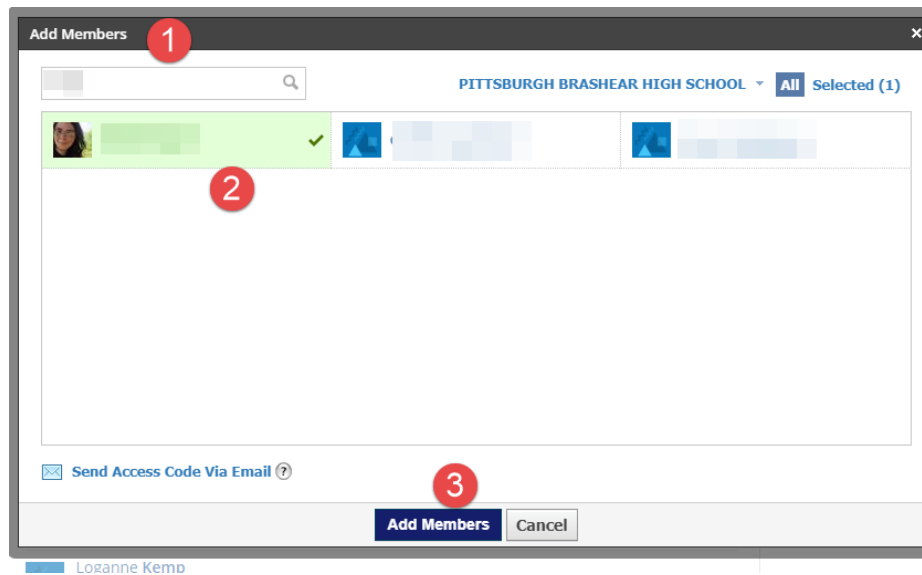 Add Members
1
×
PITTSBURGH BRASHEAR HIGH SCHOOL All Selected (1)
2
Send Access Code Via Email ?
3
Add Members Cancel
Loganne Kemp